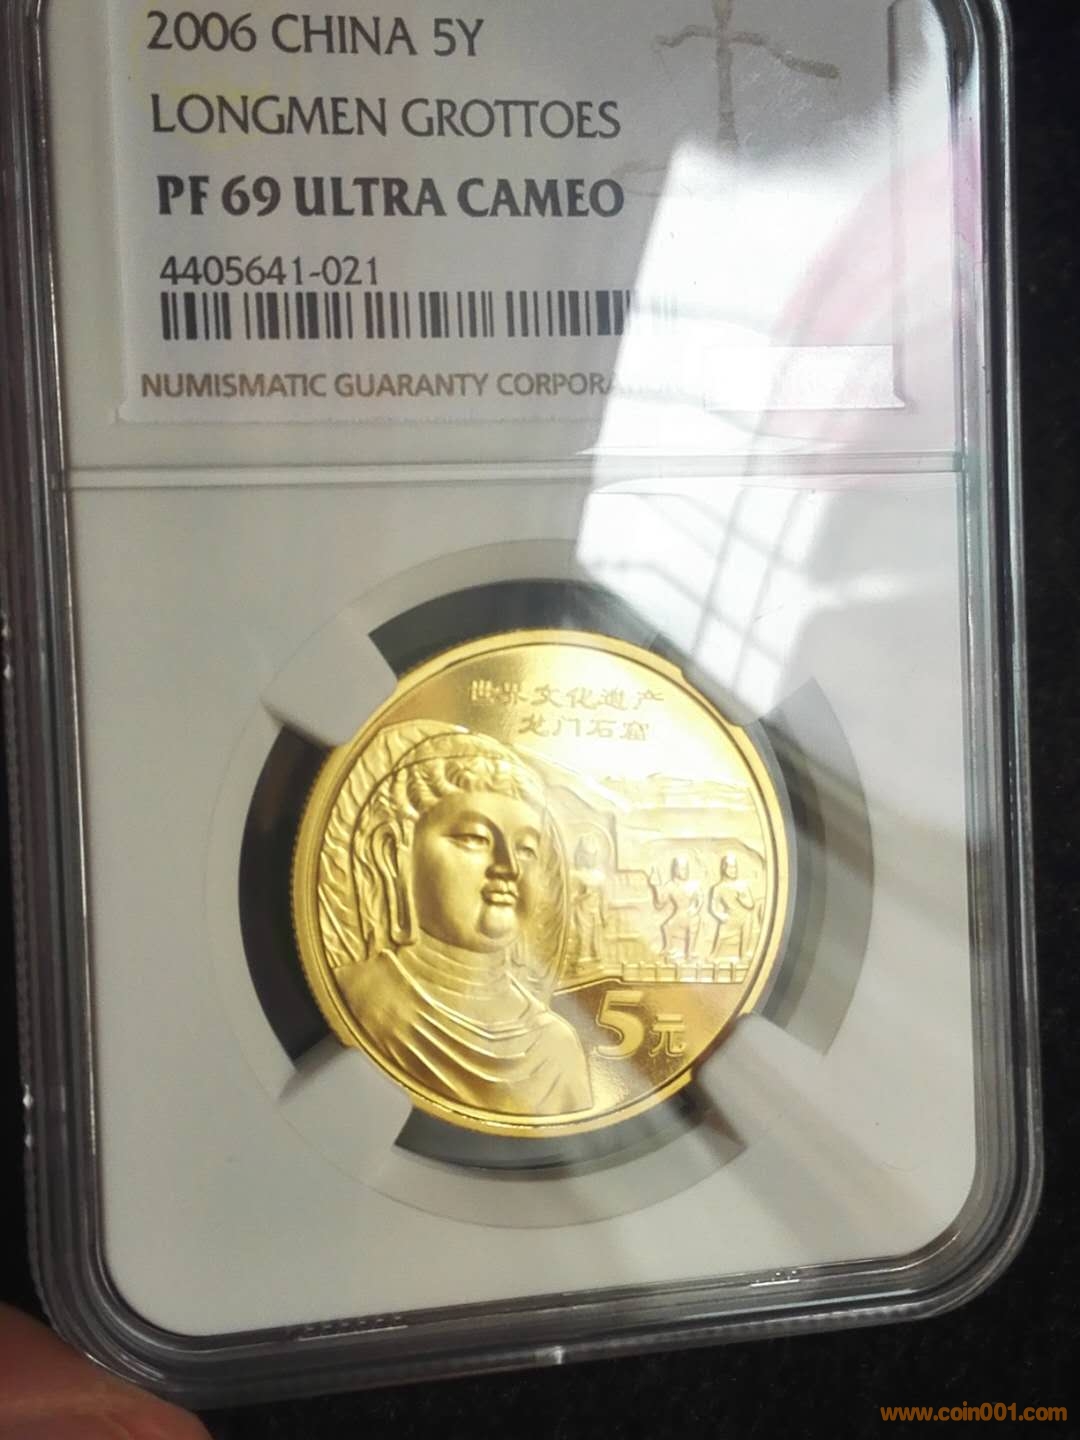 2006 CHINA 5Y
LONGMEN GROTTOES
PF 69 ULTRA CAMEO
4405641-021
NUMISMATIC GUARANTY CORPORATION
世界文化遗产
龙门石窟
5元
www.coin001.com